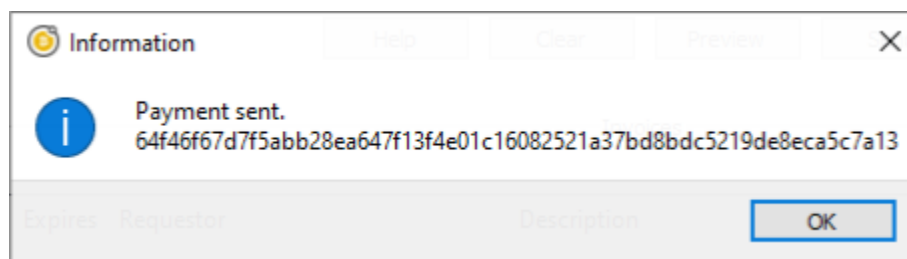 Information
Help
Clear
Preview
Payment sent.
64f46f67d7f5abb28ea647f13f4e01c16082521a37bd8bdc5219de8eca5c7a13
Expires
Requestor
Description
OK